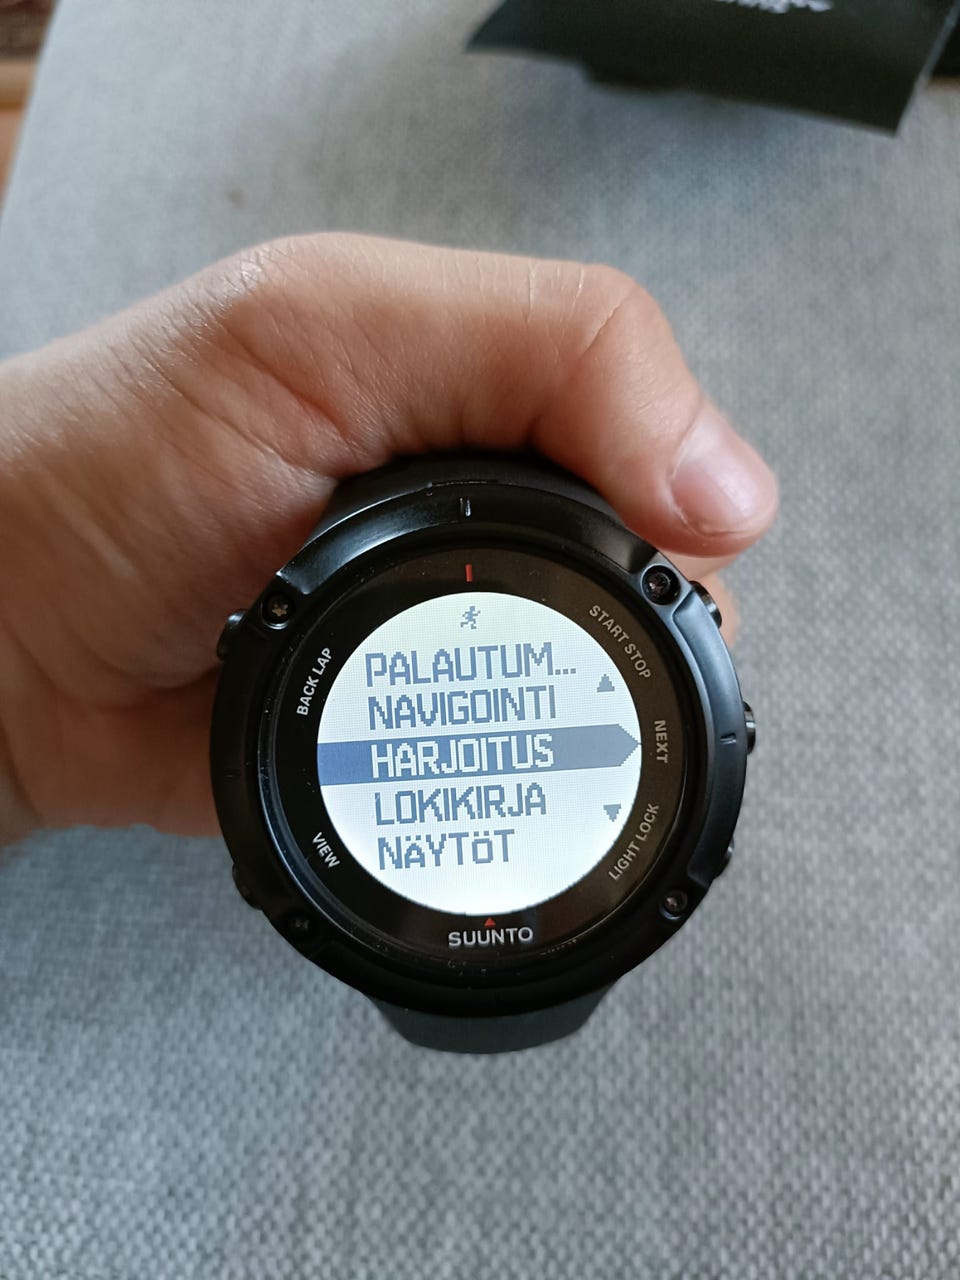 PALAUTUM...
NAVIGOINTI
HARJOITUS
LOKIKIRJA
NÄYTÖT
BACK LAP
VIEW
START STOP
NEXT
LIGHT LOCK
SUUNTO